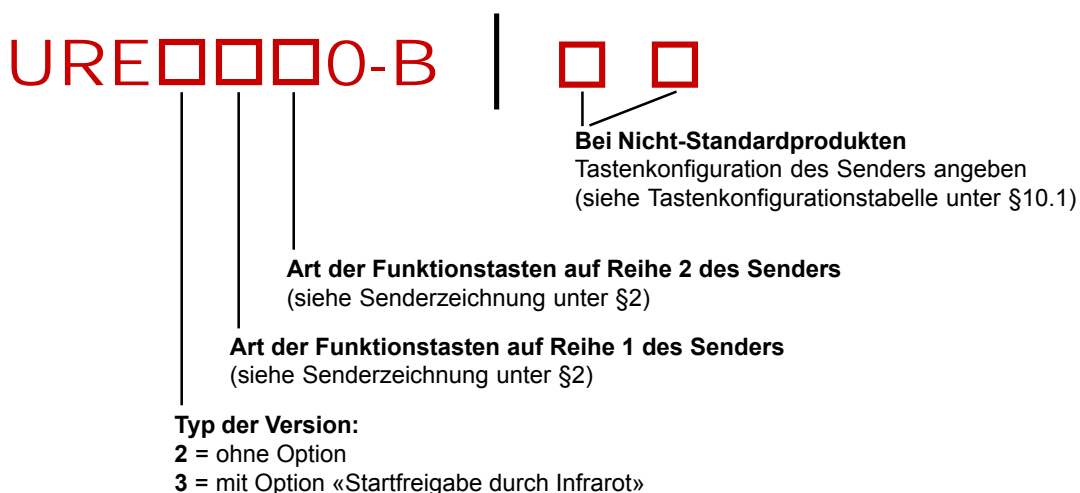 URE□□□0-B | □ □
Bei Nicht-Standardprodukten
Tastenkonfiguration des Senders angeben
(siehe Tastenkonfigurationstabelle unter §10.1)
Art der Funktionstasten auf Reihe 2 des Senders
(siehe Senderzeichnung unter §2)
Art der Funktionstasten auf Reihe 1 des Senders
(siehe Senderzeichnung unter §2)
Typ der Version:
2 = ohne Option
3 = mit Option «Startfreigabe durch Infrarot»